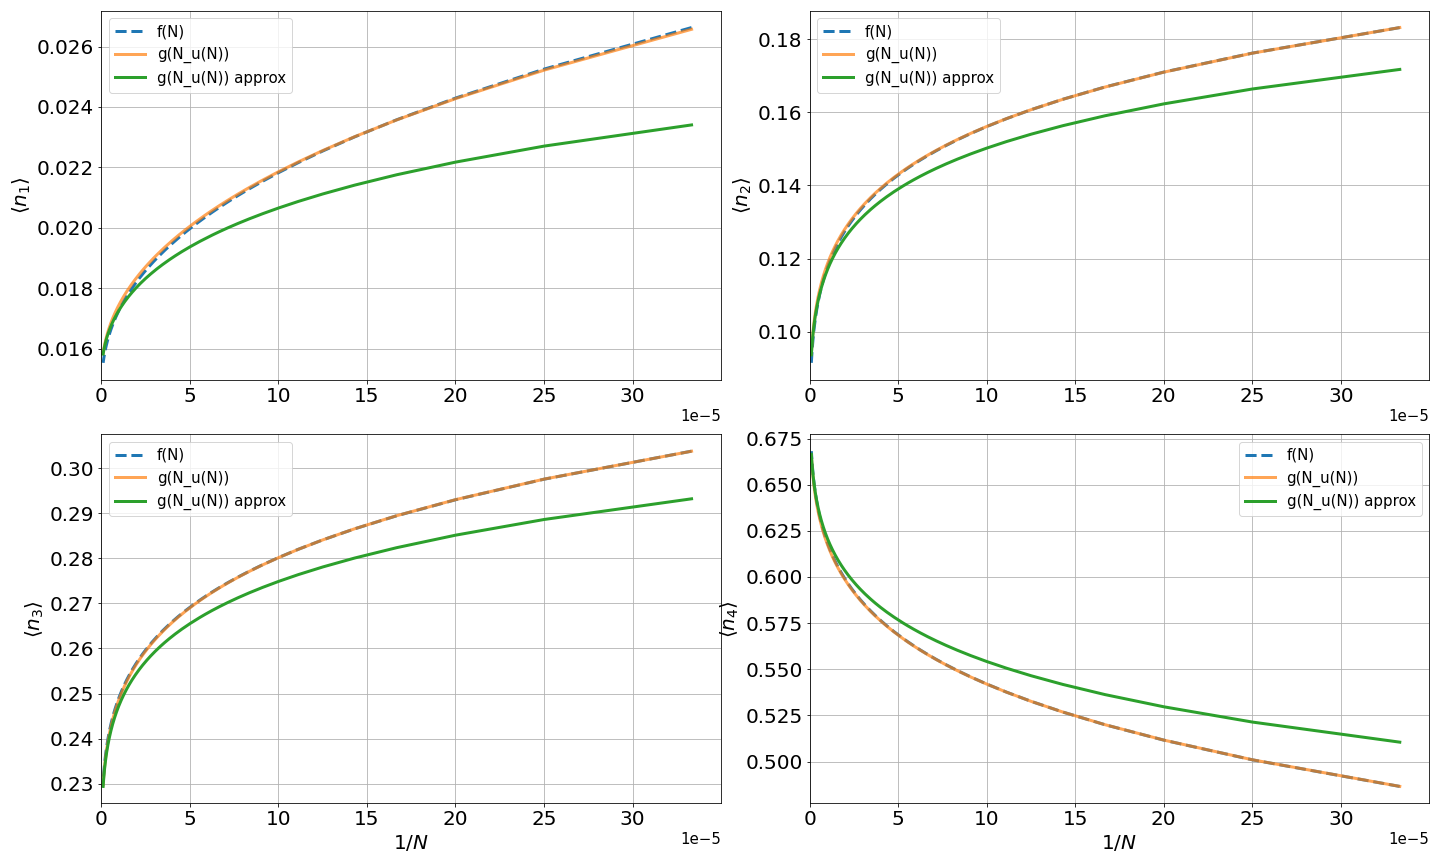 f(N)
g(N_u(N))
g(N_u(N)) approx
⟨n₁⟩
0.026
0.024
0.022
0.020
0.018
0.016
0 5 10 15 20 25 30
1e−5
f(N)
g(N_u(N))
g(N_u(N)) approx
⟨n₂⟩
0.18
0.16
0.14
0.12
0.10
0 5 10 15 20 25 30
1e−5
f(N)
g(N_u(N))
g(N_u(N)) approx
⟨n₃⟩
0.30
0.29
0.28
0.27
0.26
0.25
0.24
0.23
0 5 10 15 20 25 30
1/N
1e−5
f(N)
g(N_u(N))
g(N_u(N)) approx
⟨n₄⟩
0.675
0.650
0.625
0.600
0.575
0.550
0.525
0.500
0 5 10 15 20 25 30
1/N
1e−5